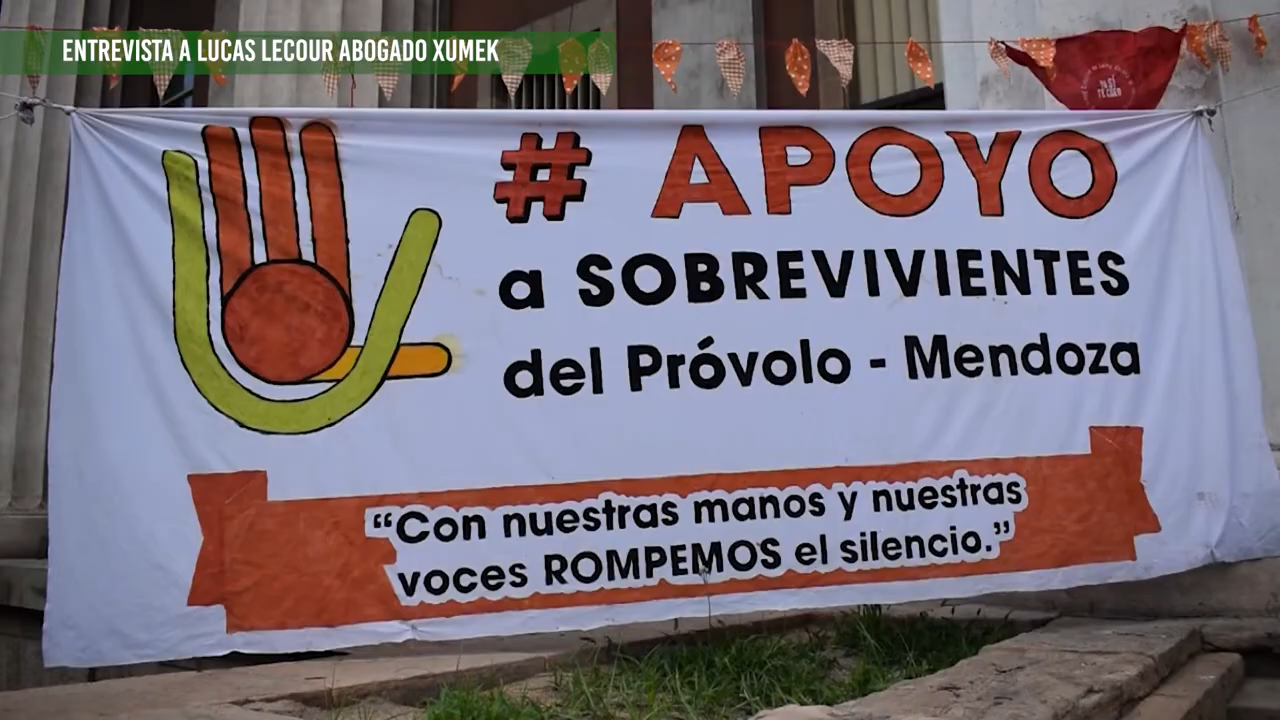 ENTREVISTA A LUCAS LECOUR ABOGADO XUMEK
# APOYO
a SOBREVIVIENTES
del Próvolo - Mendoza
“Con nuestras manos y nuestras
voces ROMPEMOS el silencio.”